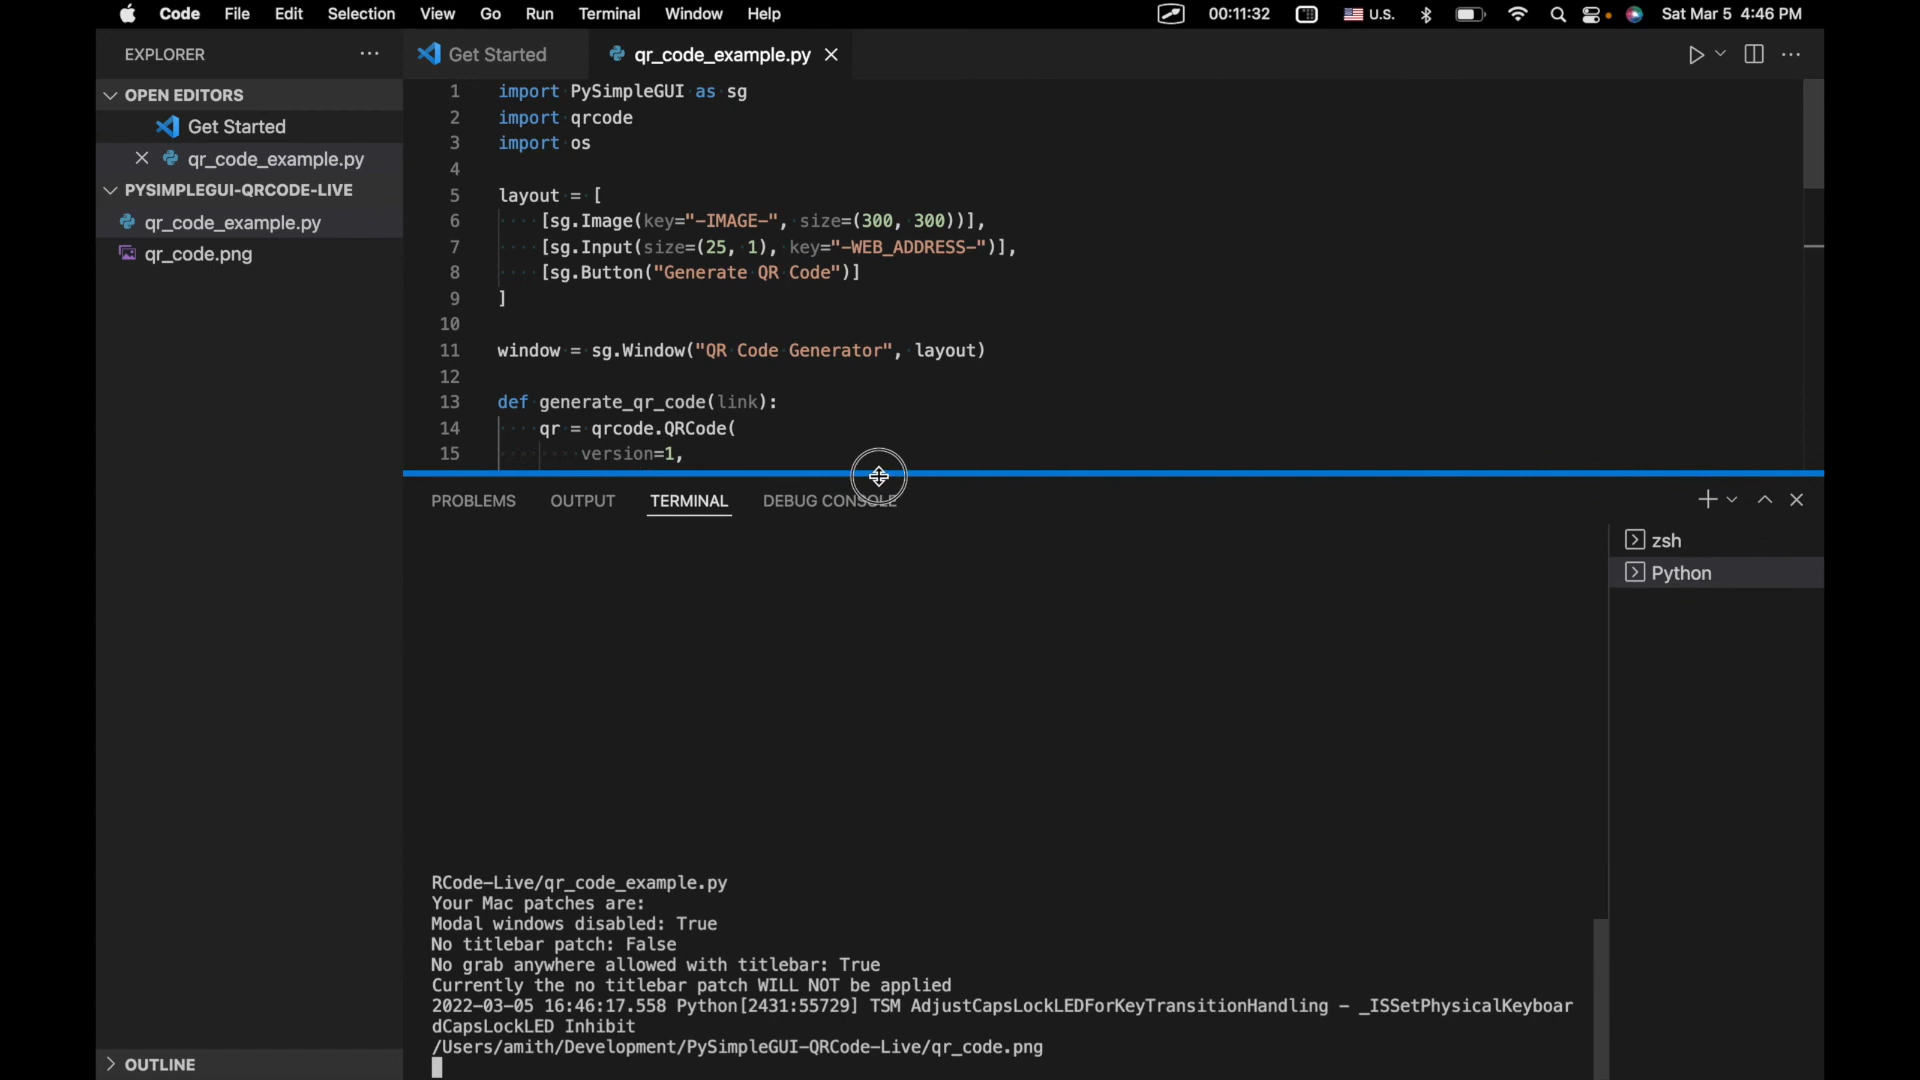 Code File Edit Selection View Go Run Terminal Window Help 00:11:32 U.S. Sat Mar 5 4:46 PM
EXPLORER ···
Get Started
qr_code_example.py
OPEN EDITORS
Get Started
qr_code_example.py
PYSIMPLEGUI-QRCODE-LIVE
qr_code_example.py
qr_code.png
OUTLINE
1 import PySimpleGUI as sg
2 import qrcode
3 import os
4
5 layout = [
6 [sg.Image(key="-IMAGE-", size=(300, 300))],
7 [sg.Input(size=(25, 1), key="-WEB_ADDRESS-")],
8 [sg.Button("Generate QR Code")]
9 ]
10
11 window = sg.Window("QR Code Generator", layout)
12
13 def generate_qr_code(link):
14 qr = qrcode.QRCode(
15 version=1,
PROBLEMS OUTPUT TERMINAL DEBUG CONSOLE
zsh
Python
RCode-Live/qr_code_example.py
Your Mac patches are:
Modal windows disabled: True
No titlebar patch: False
No grab anywhere allowed with titlebar: True
Currently the no titlebar patch WILL NOT be applied
2022-03-05 16:46:17.558 Python[2431:55729] TSM AdjustCapsLockLEDForKeyTransitionHandling - _ISSetPhysicalKeyboar
dCapsLockLED Inhibit
/Users/amith/Development/PySimpleGUI-QRCode-Live/qr_code.png